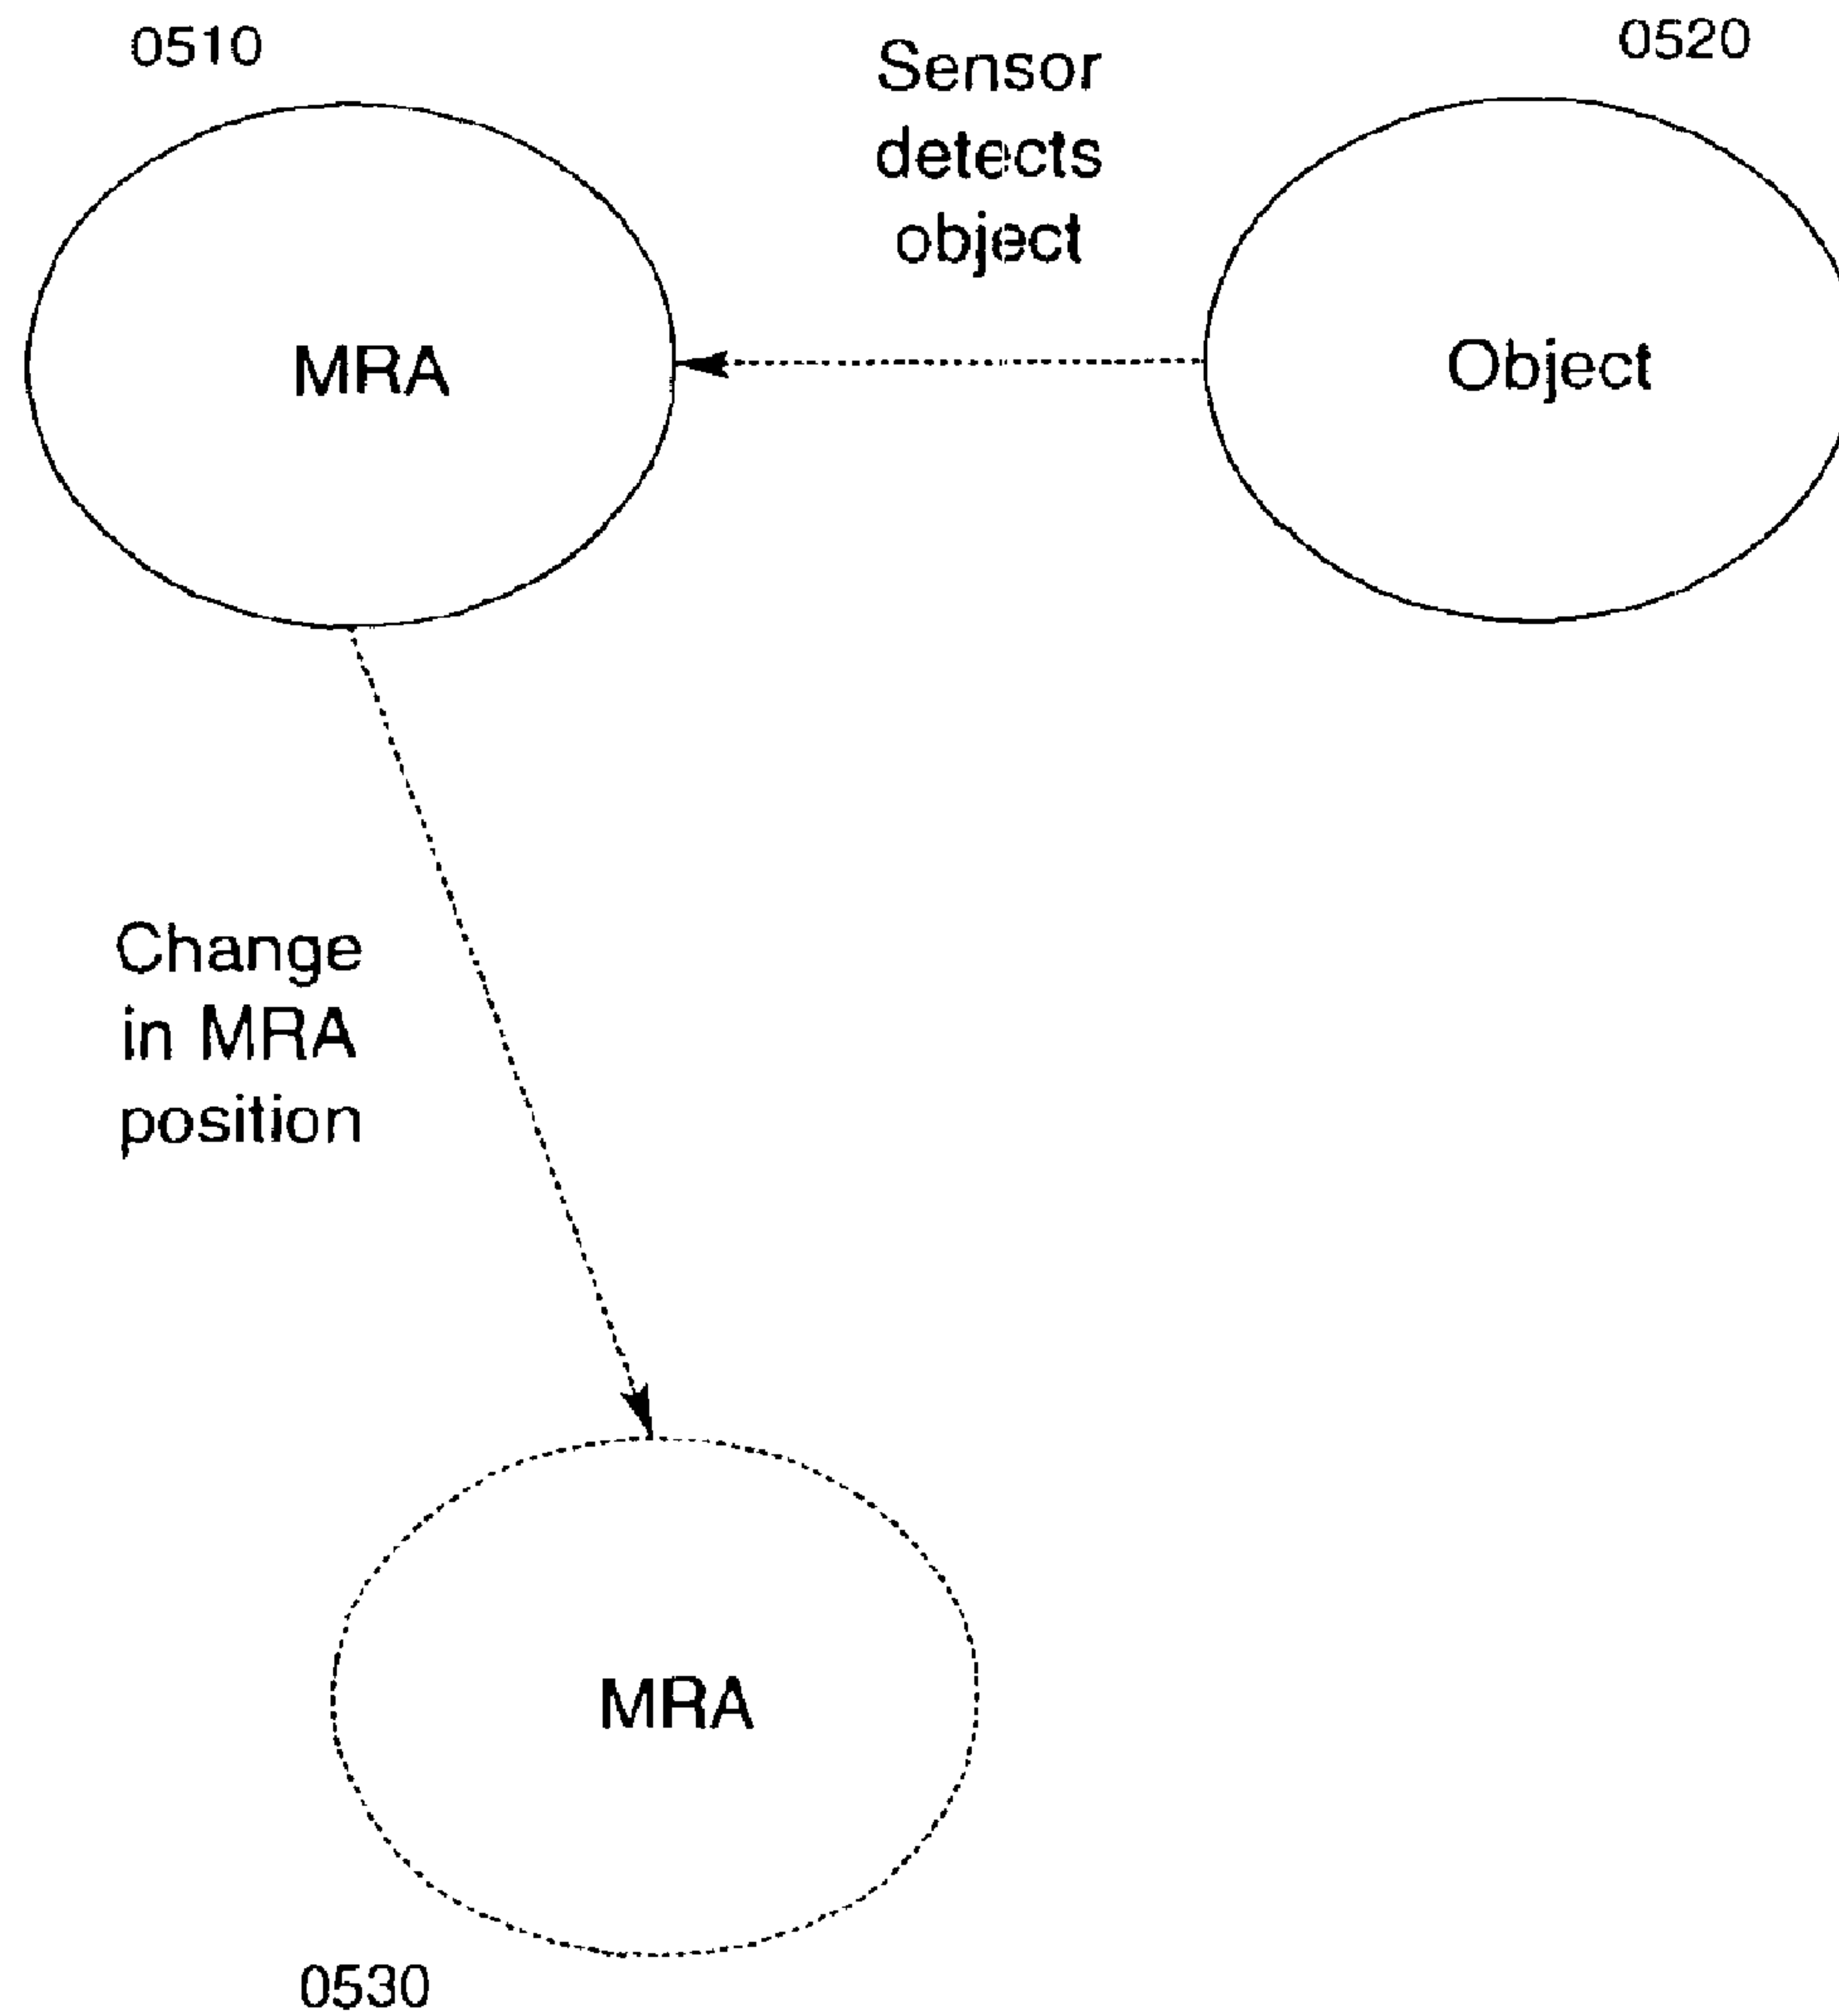 0510
Sensor
detects
object
0520
MRA
Object
Change
in MRA
position
MRA
0530